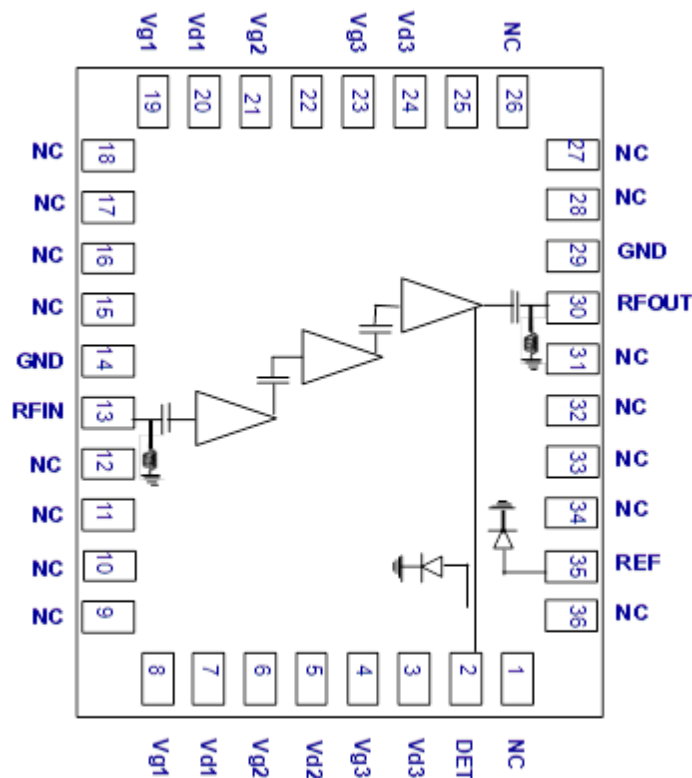 Vg1 Vd1 Vg2 Vg3 Vd3 NC
19 20 21 22 23 24 25 26
NC 18
NC 17
NC 16
NC 15
GND 14
RFIN 13
NC 12
NC 11
NC 10
NC 9
27 NC
28 NC
29 GND
30 RFOUT
31 NC
32 NC
33 NC
34 NC
35 REF
36 NC
8 7 6 5 4 3 2 1
Vg1 Vd1 Vg2 Vd2 Vg3 Vd3 DET NC